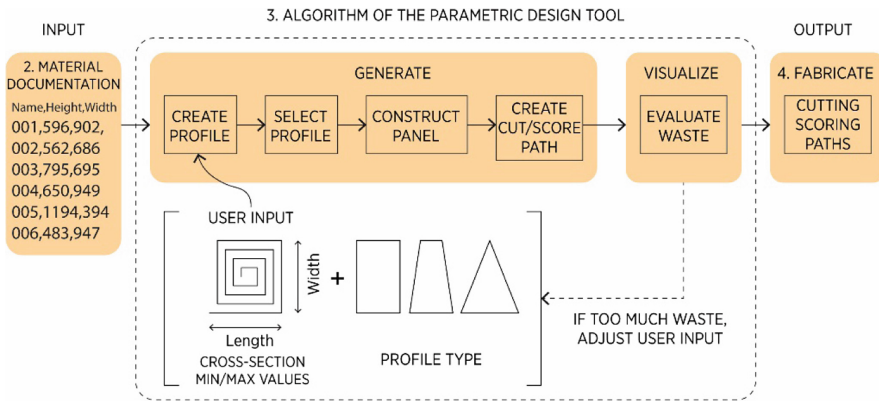 3. ALGORITHM OF THE PARAMETRIC DESIGN TOOL
INPUT
OUTPUT
2. MATERIAL
DOCUMENTATION
Name,Height,Width
001,596,902,
002,562,686
003,795,695
004,650,949
005,1194,394
006,483,947
GENERATE
CREATE
PROFILE
SELECT
PROFILE
CONSTRUCT
PANEL
CREATE
CUT/SCORE
PATH
VISUALIZE
EVALUATE
WASTE
4. FABRICATE
CUTTING
SCORING
PATHS
USER INPUT
Width
+
Length
CROSS-SECTION
MIN/MAX VALUES
PROFILE TYPE
IF TOO MUCH WASTE,
ADJUST USER INPUT